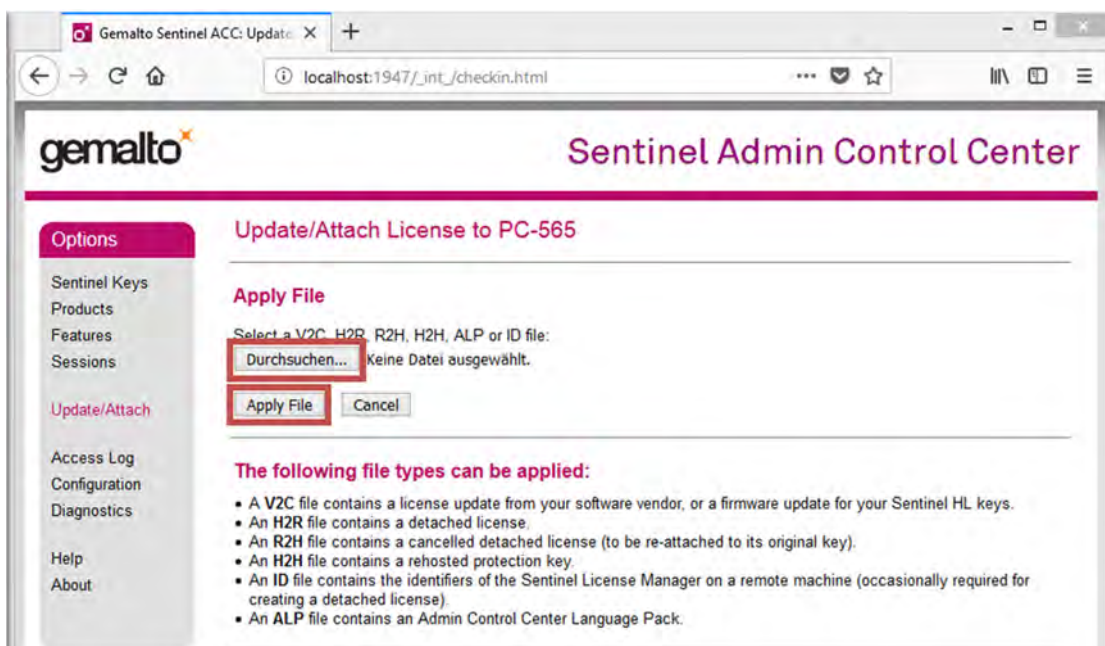 Gemalto Sentinel ACC: Update
localhost:1947/_int_/checkin.html
gemalto
Sentinel Admin Control Center
Options
Sentinel Keys
Products
Features
Sessions
Update/Attach
Access Log
Configuration
Diagnostics
Help
About
Update/Attach License to PC-565
Apply File
Select a V2C, H2R, R2H, H2H, ALP or ID file:
Durchsuchen... Keine Datei ausgewählt.
Apply File Cancel
The following file types can be applied:
• A V2C file contains a license update from your software vendor, or a firmware update for your Sentinel HL keys.
• An H2R file contains a detached license.
• An R2H file contains a cancelled detached license (to be re-attached to its original key).
• An H2H file contains a rehosted protection key.
• An ID file contains the identifiers of the Sentinel License Manager on a remote machine (occasionally required for
creating a detached license).
• An ALP file contains an Admin Control Center Language Pack.